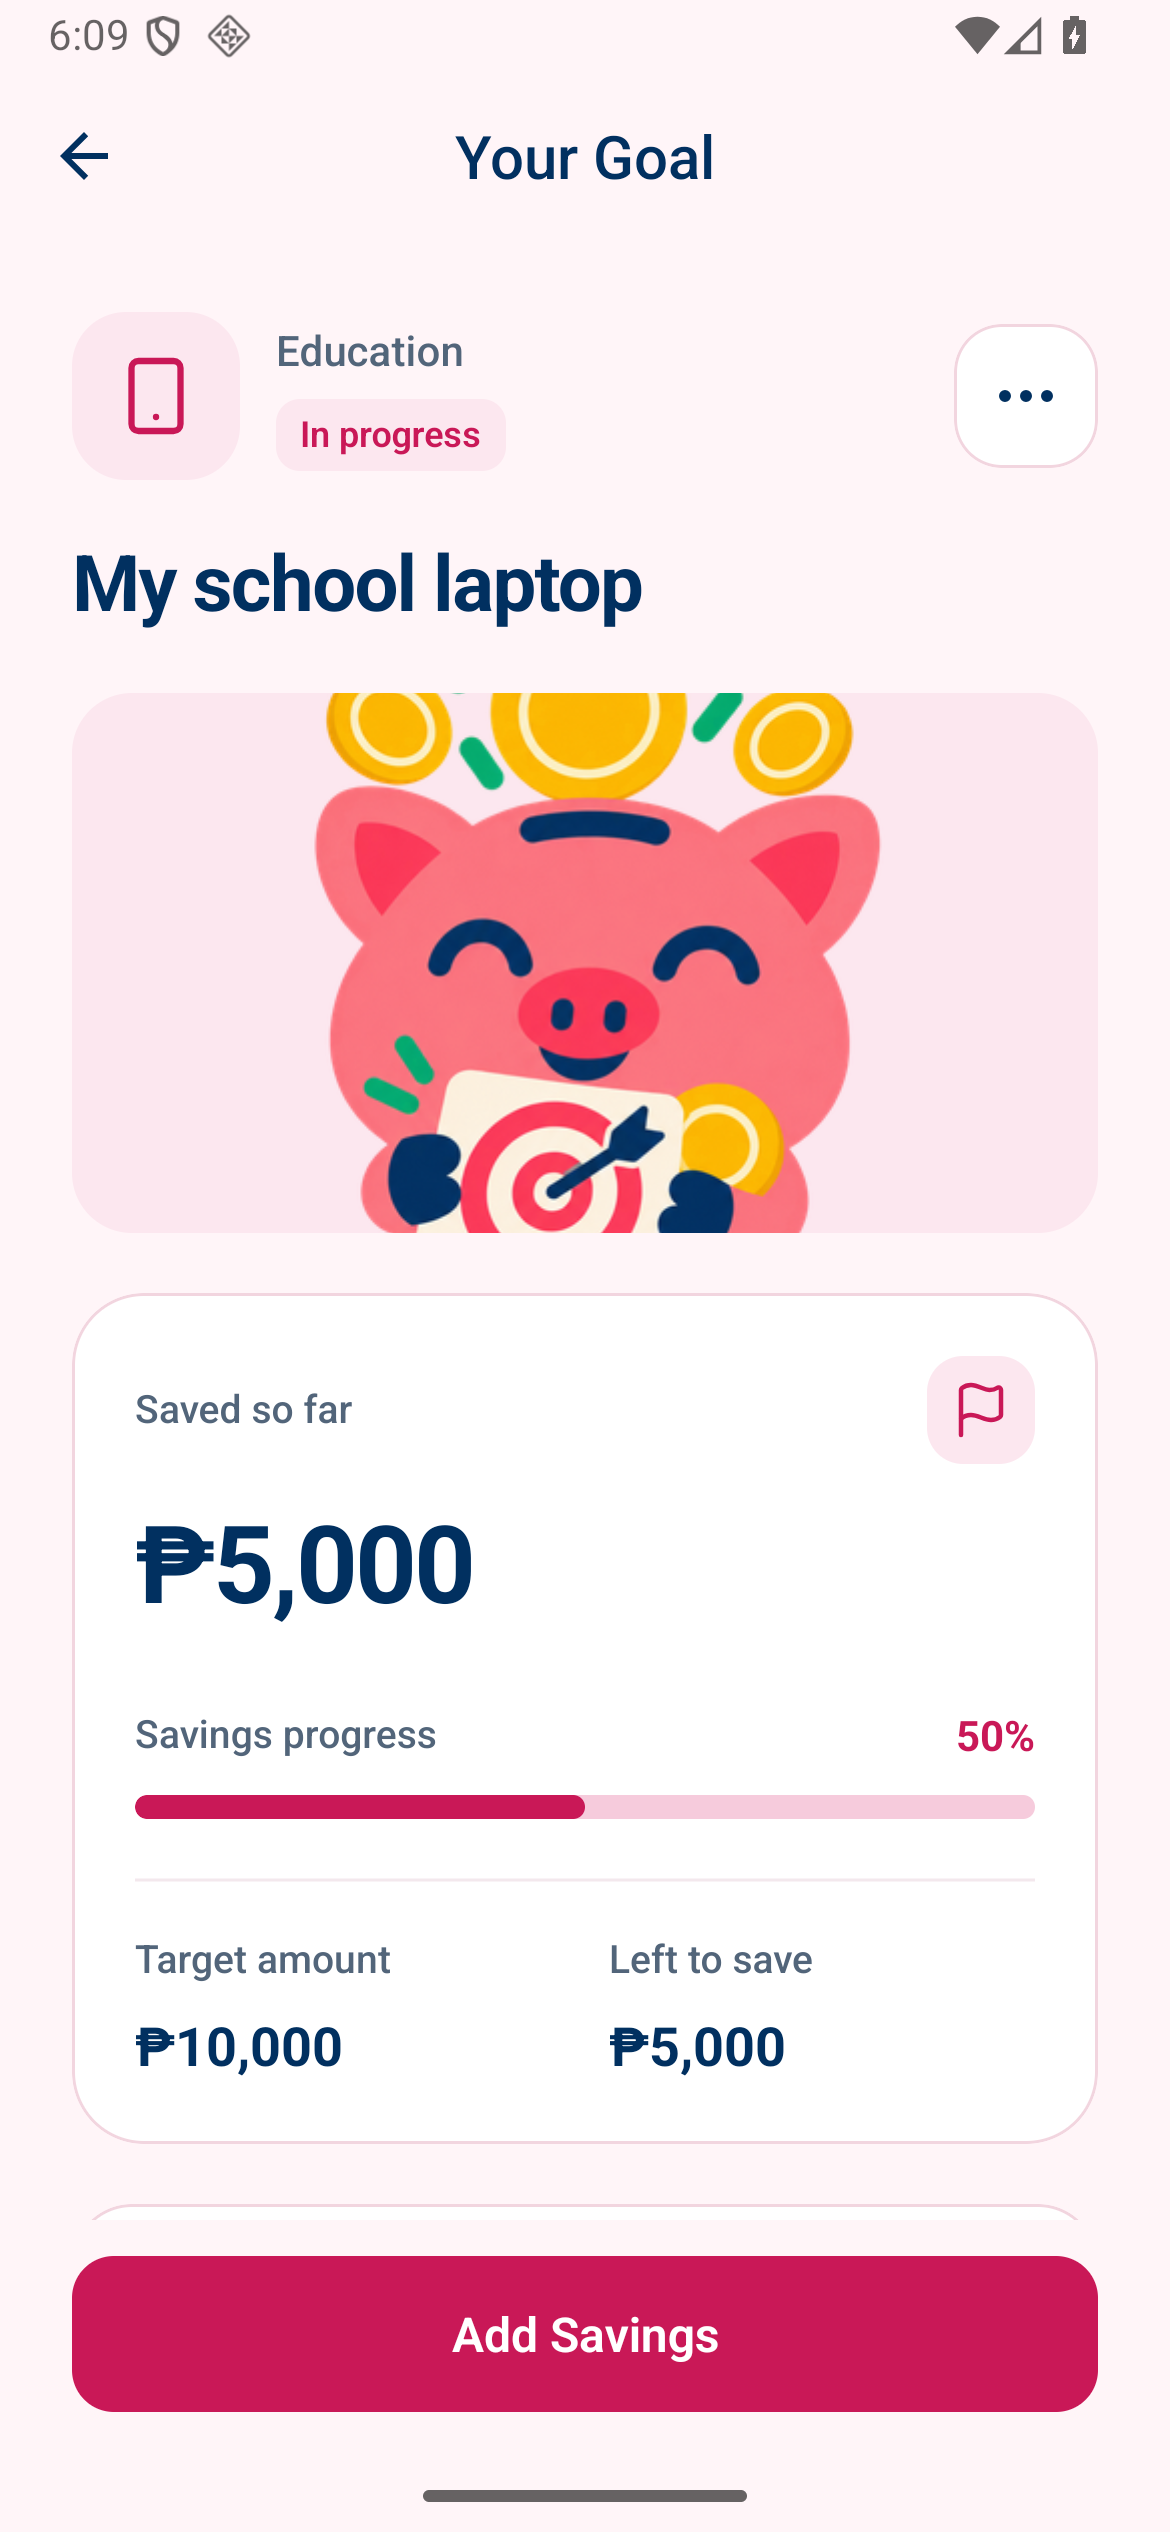 6:09
Your Goal
Education
In progress
My school laptop
Saved so far
₱5,000
Savings progress
50%
Target amount
Left to save
₱10,000
₱5,000
Add Savings